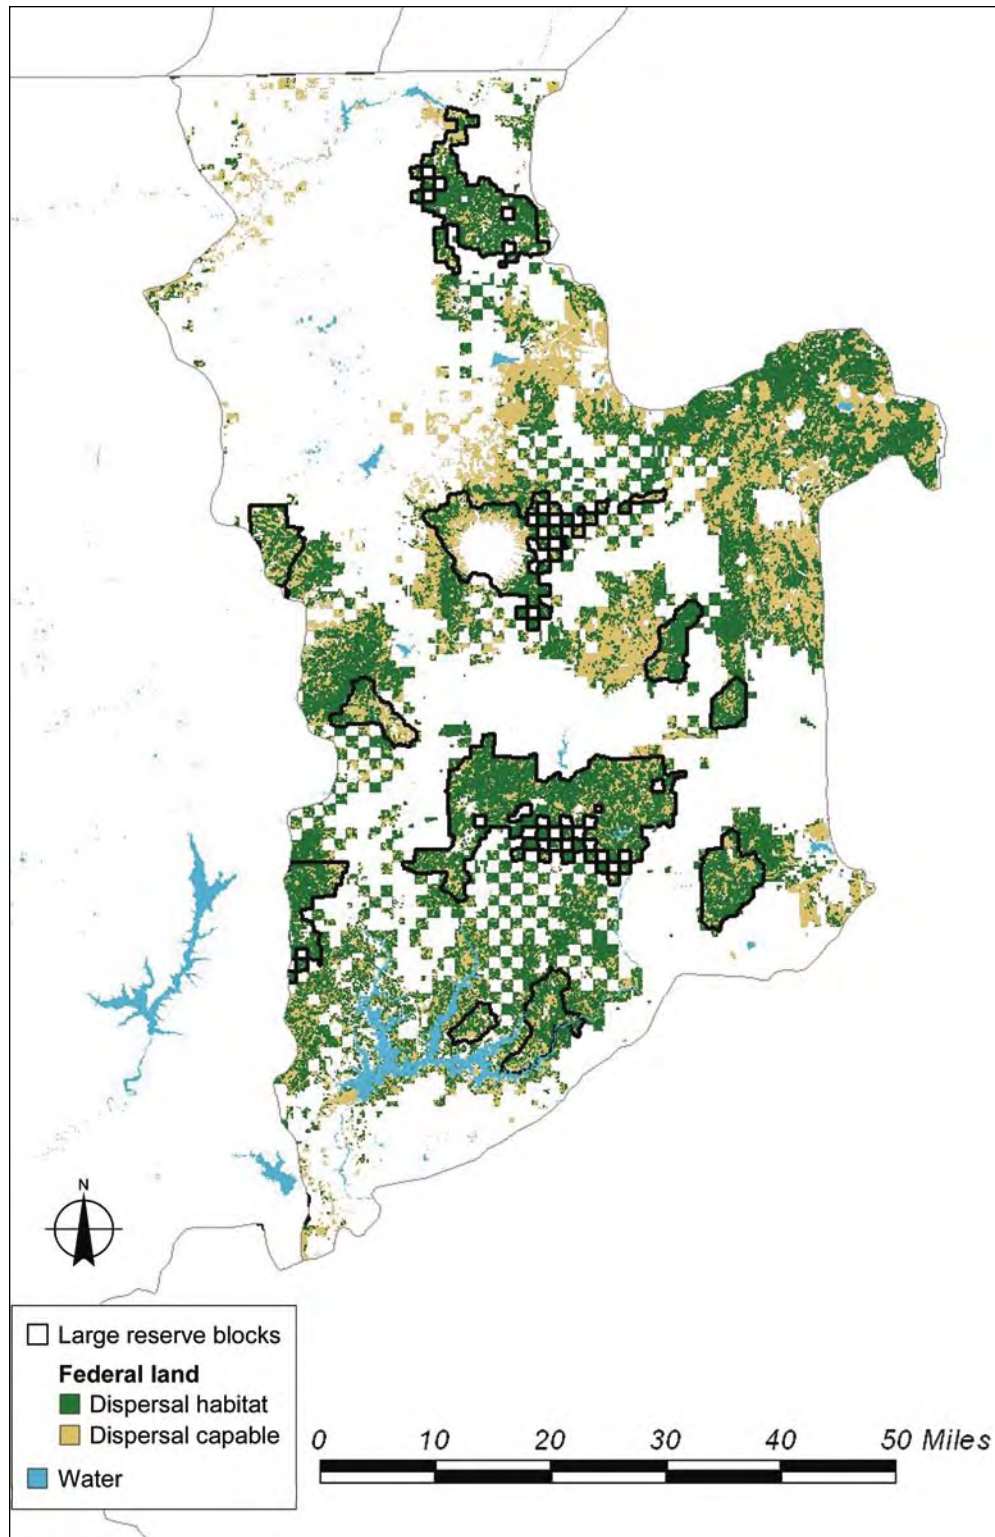 N
Large reserve blocks
Federal land
Dispersal habitat
Dispersal capable
Water
0 10 20 30 40 50 Miles